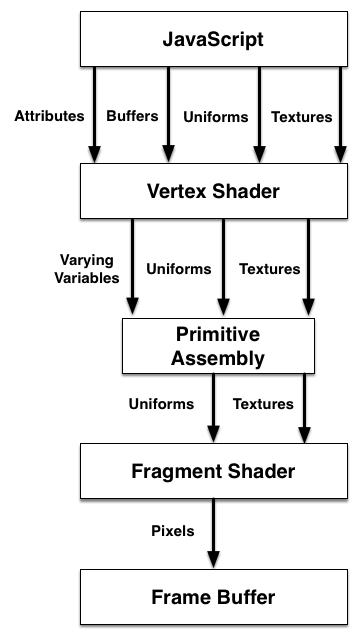 JavaScript
Attributes
Buffers
Uniforms
Textures
Vertex Shader
Varying
Variables
Uniforms
Textures
Primitive
Assembly
Uniforms
Textures
Fragment Shader
Pixels
Frame Buffer